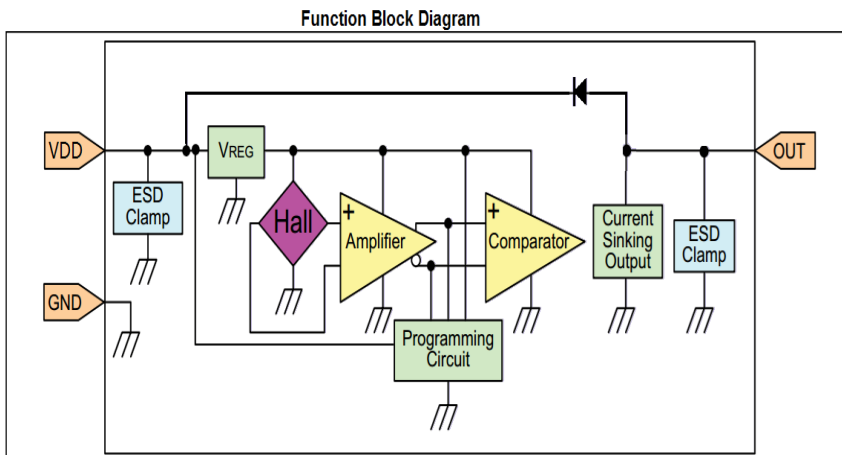 Function Block Diagram
VDD
VREG
OUT
ESD
Clamp
Hall
+
Amplifier
+
Comparator
Current
Sinking
Output
ESD
Clamp
GND
Programming
Circuit